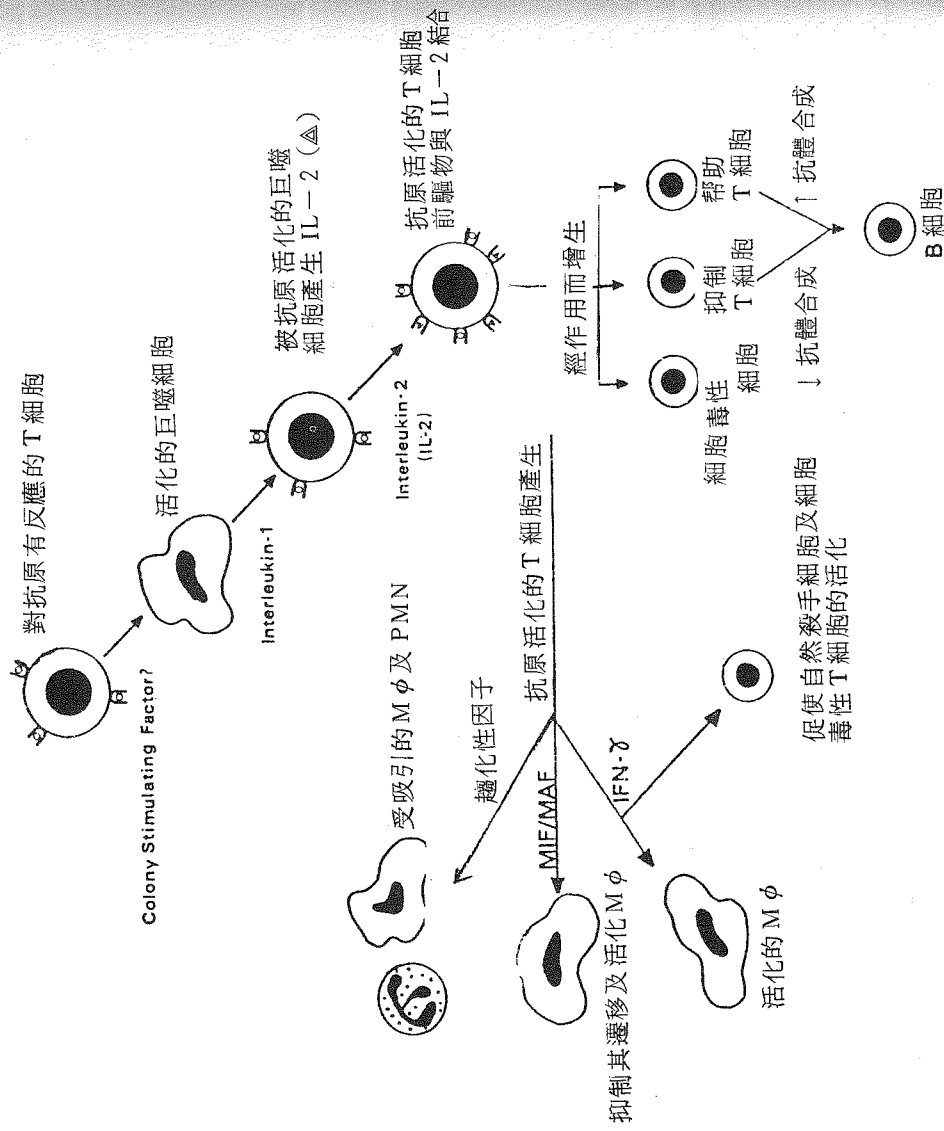 對抗原有反應的T細胞
Colony Stimulating Factor?
活化的巨噬細胞
Interleukin-1
被抗原活化的巨噬
細胞產生 IL-2 (△)
Interleukin-2
(IL-2)
抗原活化的T細胞
前驅物與 IL-2 結合
經作用而增生
細胞毒性
細胞
抑制
T細胞
幫助
T細胞
↓ 抗體合成
↑ 抗體合成
B 細胞
抗原活化的T細胞產生
趨化性因子
受吸引的Mφ及PMN
MIF/MAF
抑制其遷移及活化Mφ
IFN-γ
活化的Mφ
促使自然殺手細胞及細胞
毒性T細胞的活化